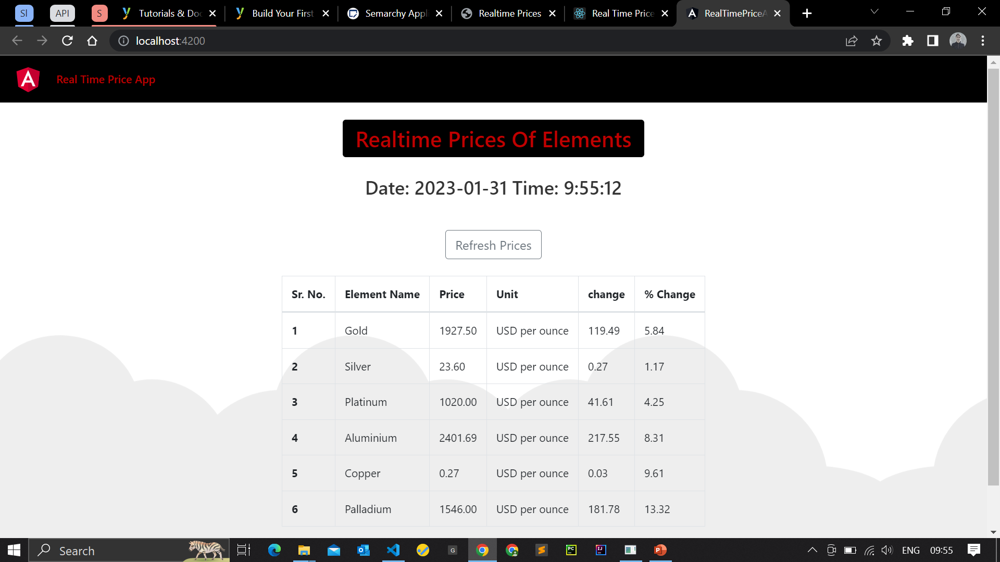 Sl API S Tutorials & Doc Build Your First Semarchy Appli Realtime Prices Real Time Price RealTimePriceA
localhost:4200
Real Time Price App
Realtime Prices Of Elements
Date: 2023-01-31 Time: 9:55:12
Refresh Prices
Sr. No. Element Name Price Unit change % Change
1 Gold 1927.50 USD per ounce 119.49 5.84
2 Silver 23.60 USD per ounce 0.27 1.17
3 Platinum 1020.00 USD per ounce 41.61 4.25
4 Aluminium 2401.69 USD per ounce 217.55 8.31
5 Copper 0.27 USD per ounce 0.03 9.61
6 Palladium 1546.00 USD per ounce 181.78 13.32
Search G PC IJ ENG 09:55